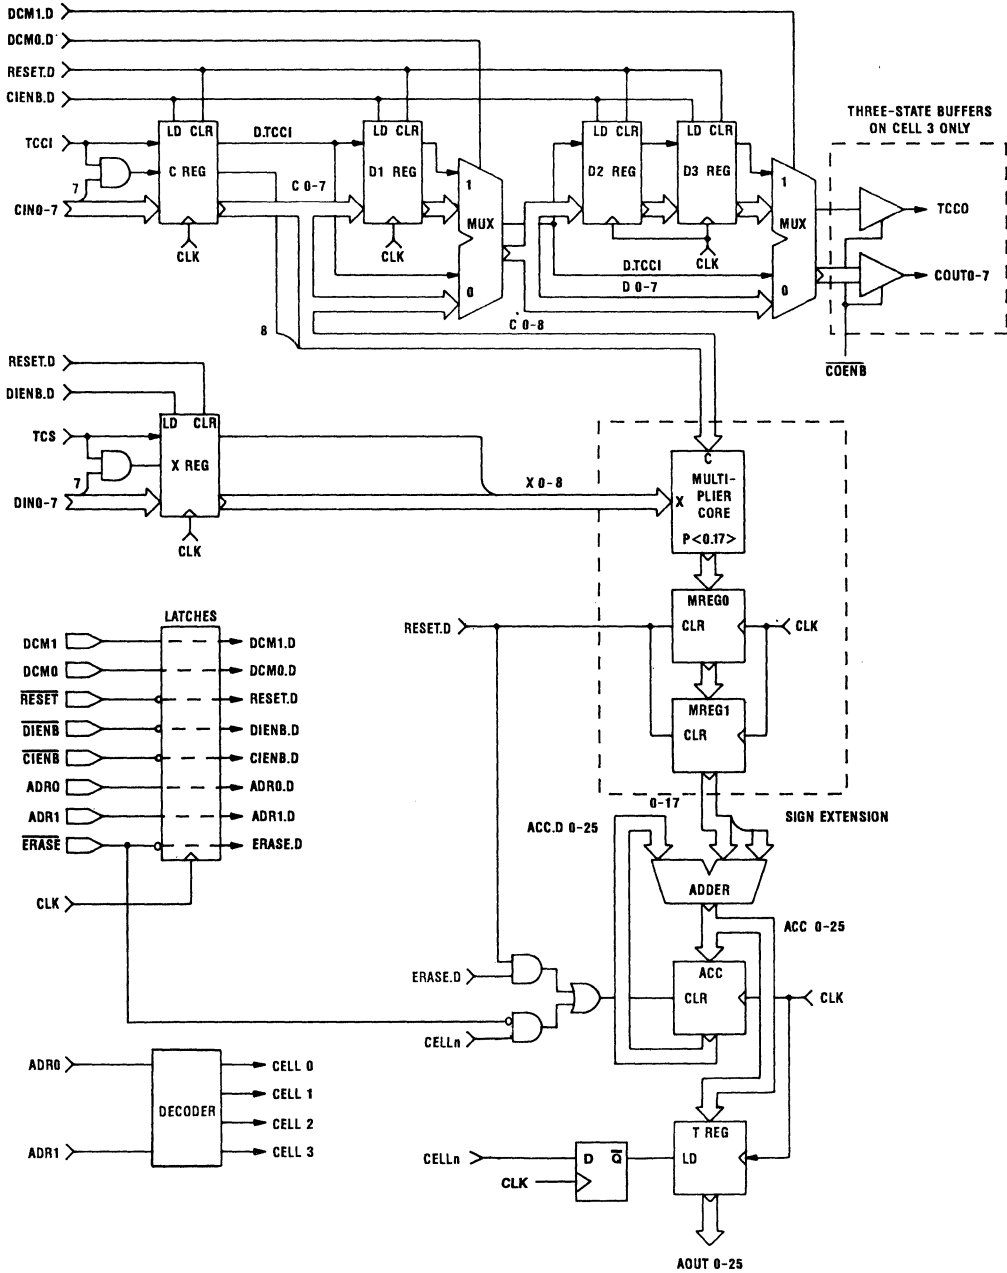 DCM1.D
DCM0.D
RESET.D
CIENB.D
THREE-STATE BUFFERS
ON CELL 3 ONLY
LD CLR
D.TCCI
LD CLR
LD CLR
LD CLR
TCCI
C REG
D1 REG
D2 REG
D3 REG
1
1
7
C 0-7
MUX
MUX
CIN0-7
TCCO
CLK
CLK
CLK
D.TCCI
COUT0-7
D 0-7
0
0
C 0-8
8
COENB
RESET.D
DIENB.D
LD CLR
TCS
X REG
7
X 0-8
DIN0-7
CLK
C
MULTI-
PLIER
CORE
X
P<0.17>
MREG0
LATCHES
RESET.D
CLR
CLK
DCM1
DCM1.D
DCM0
DCM0.D
RESET
RESET.D
MREG1
DIENB
DIENB.D
CLR
CIENB
CIENB.D
ADR0
ADR0.D
0-17
ADR1
ADR1.D
ACC.D 0-25
SIGN EXTENSION
ERASE
ERASE.D
ADDER
CLK
ACC 0-25
ERASE.D
ACC
CLR
CLK
CELLn
ADR0
CELL 0
CELL 1
DECODER
CELL 2
T REG
ADR1
CELL 3
CELLn
D Q
LD
CLK
AOUT 0-25